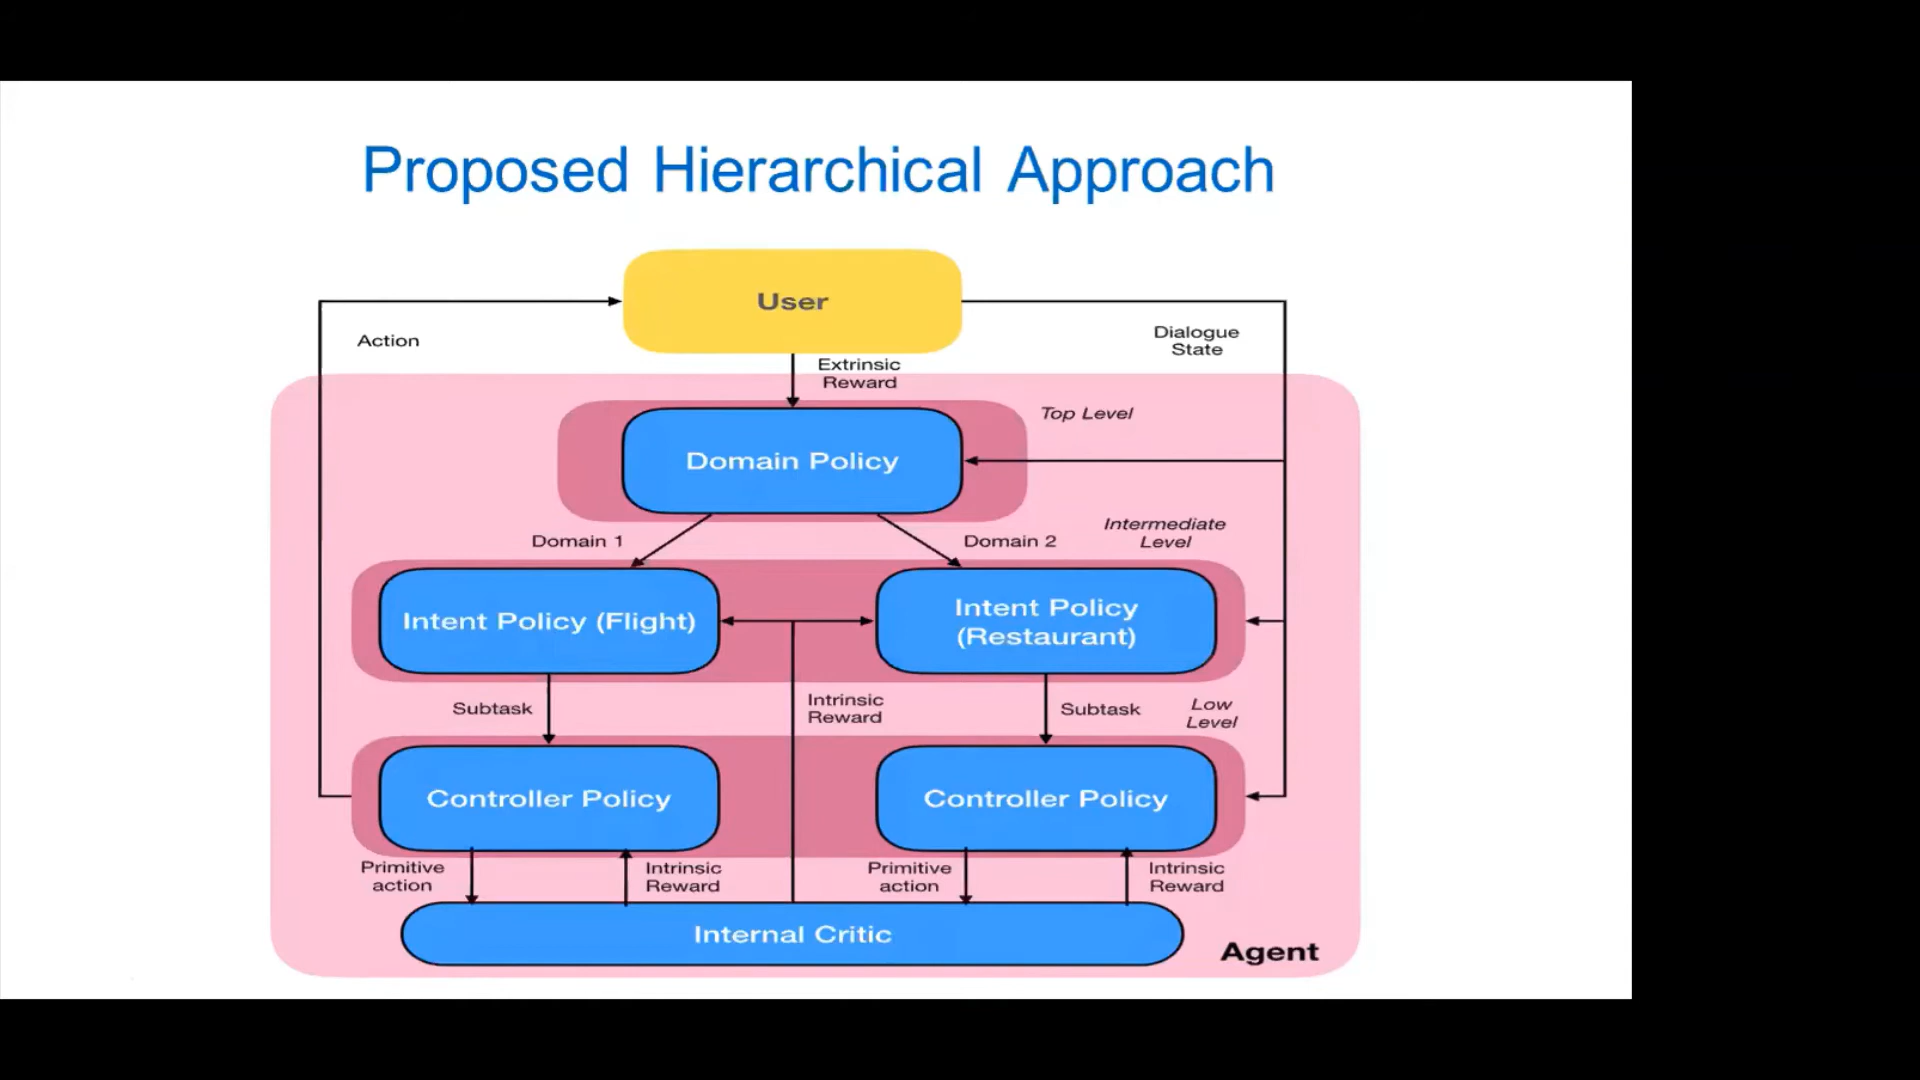 Proposed Hierarchical Approach
User
Action
Dialogue
State
Extrinsic
Reward
Top Level
Domain Policy
Domain 1
Domain 2
Intermediate
Level
Intent Policy (Flight)
Intent Policy
(Restaurant)
Subtask
Intrinsic
Reward
Subtask
Low
Level
Controller Policy
Controller Policy
Primitive
action
Intrinsic
Reward
Primitive
action
Intrinsic
Reward
Internal Critic
Agent